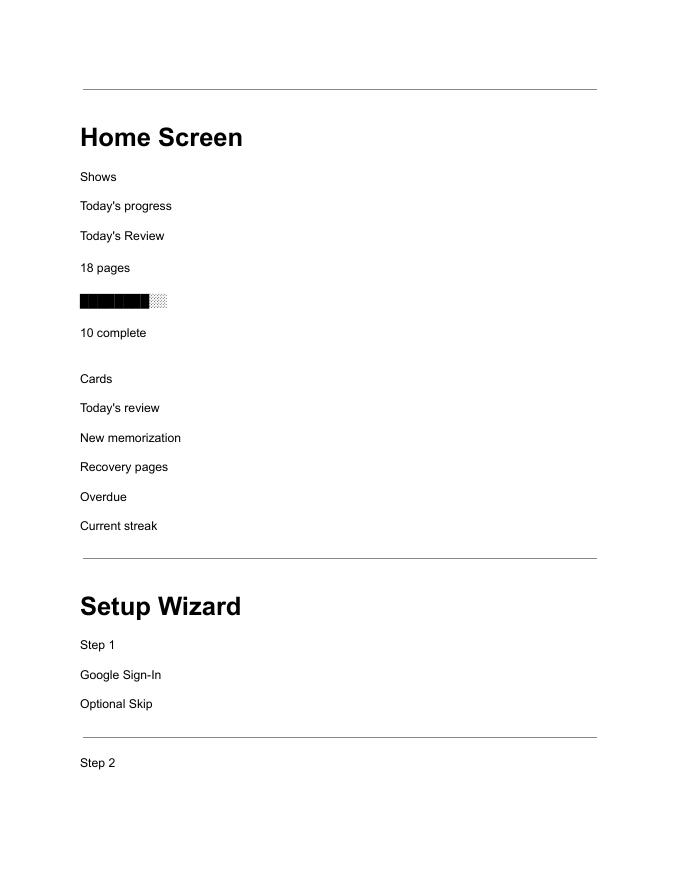 Home Screen
Shows
Today's progress
Today's Review
18 pages
████████░░
10 complete
Cards
Today's review
New memorization
Recovery pages
Overdue
Current streak
Setup Wizard
Step 1
Google Sign-In
Optional Skip
Step 2